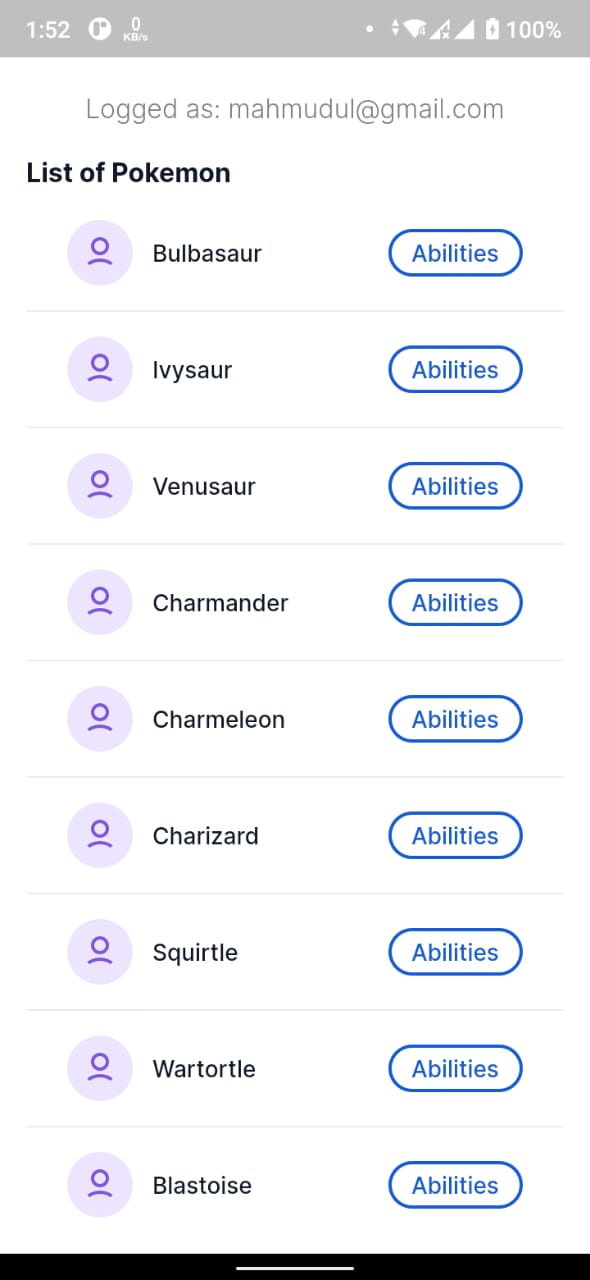 1:52 0 KB/s 4 100%
Logged as: mahmudul@gmail.com
List of Pokemon
Bulbasaur Abilities
Ivysaur Abilities
Venusaur Abilities
Charmander Abilities
Charmeleon Abilities
Charizard Abilities
Squirtle Abilities
Wartortle Abilities
Blastoise Abilities